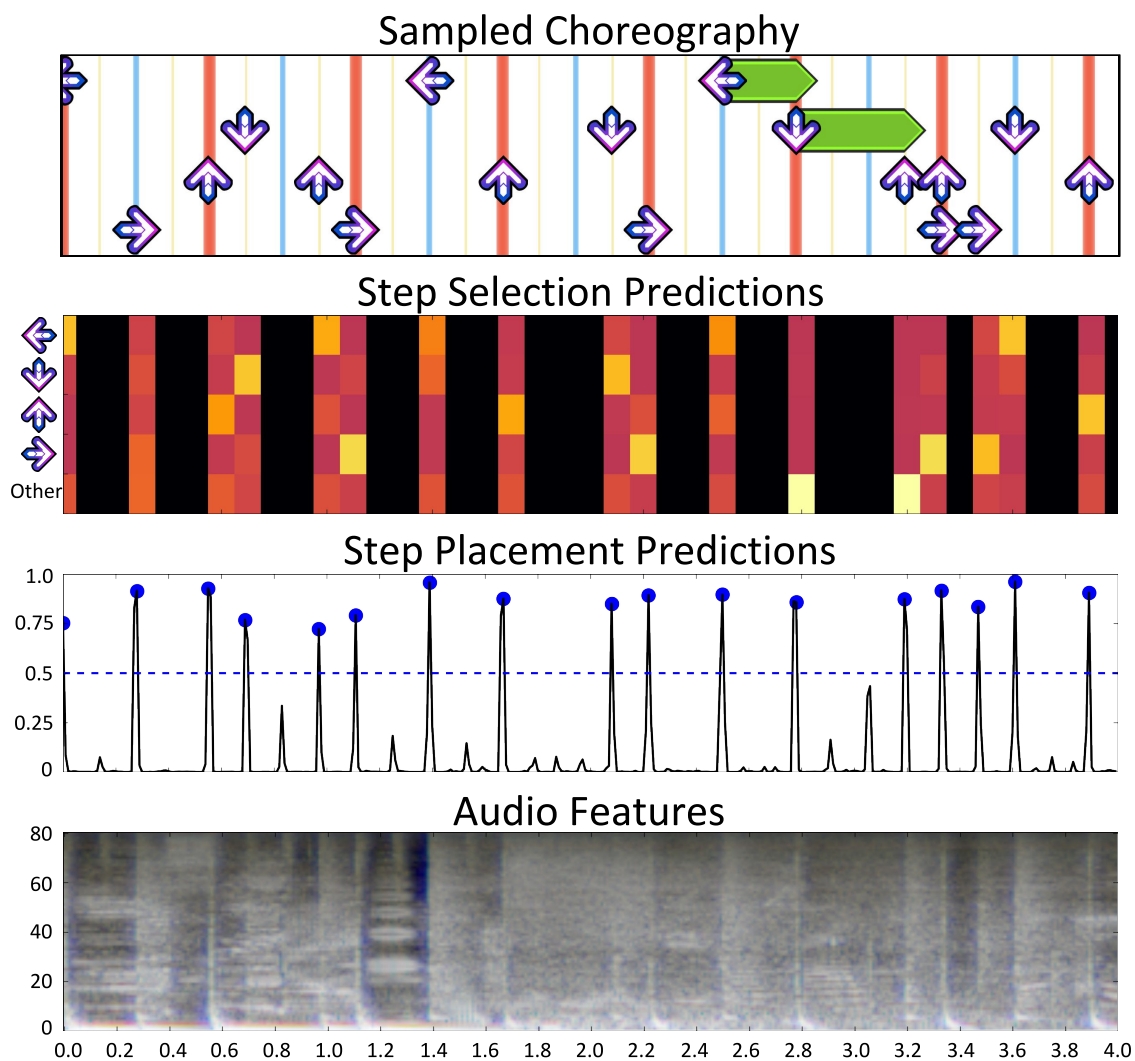 Sampled Choreography
Step Selection Predictions
Other
Step Placement Predictions
1.0
0.75
0.5
0.25
0
Audio Features
80
60
40
20
0
0.0 0.2 0.4 0.6 0.8 1.0 1.2 1.4 1.6 1.8 2.0 2.2 2.4 2.6 2.8 3.0 3.2 3.4 3.6 3.8 4.0